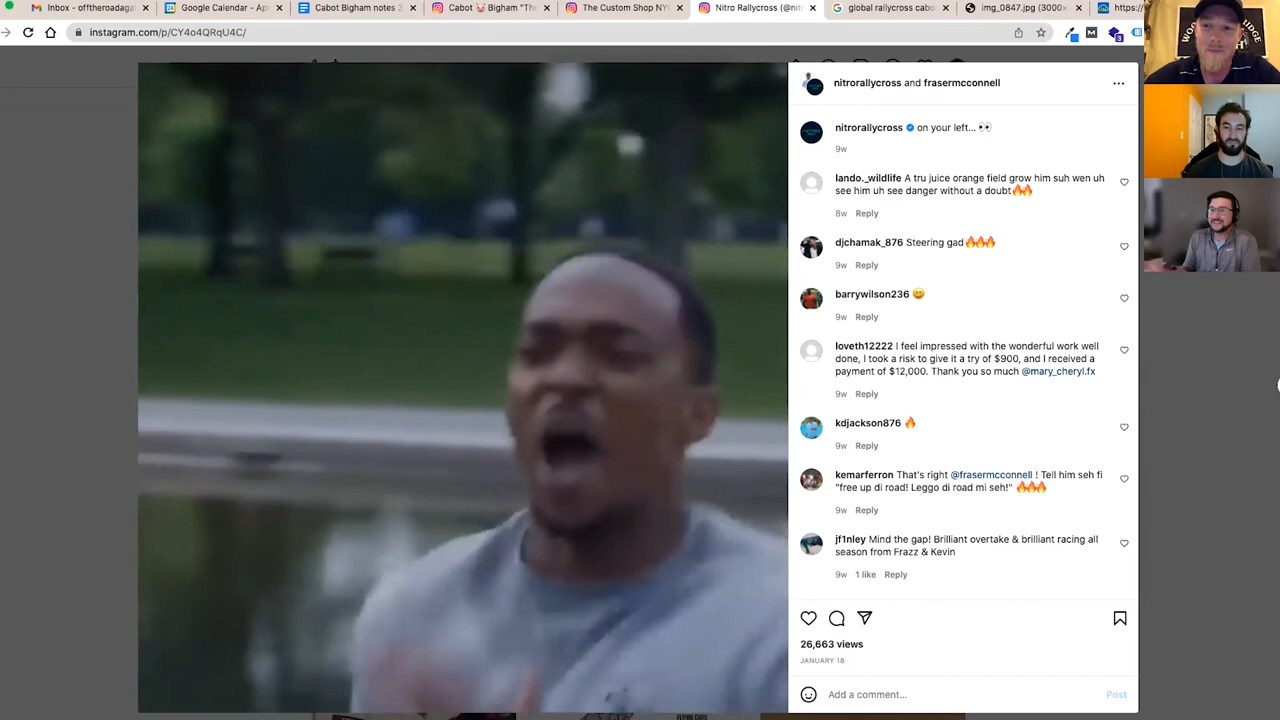 Inbox - offtheroadaga
Google Calendar - Ap
Cabot Bigham notes 3
Cabot 🐷 Bigham "The
The Custom Shop NYU
Nitro Rallycross (@nit
global rallycross cabo
img_0847.jpg (3000×
https:/
instagram.com/p/CY4o4QRqU4C/
nitrorallycross and frasermcconnell
nitrorallycross on your left... 👀
9w
lando._wildlife A tru juice orange field grow him suh wen uh
see him uh see danger without a doubt🔥🔥
8w Reply
djchamak_876 Steering gad🔥🔥🔥
9w Reply
barrywilson236 😄
9w Reply
loveth12222 I feel impressed with the wonderful work well
done, I took a risk to give it a try of $900, and I received a
payment of $12,000. Thank you so much @mary_cheryl.fx
9w Reply
kdjackson876 🔥
9w Reply
kemarferron That's right @frasermcconnell ! Tell him seh fi
"free up di road! Leggo di road mi seh!" 🔥🔥🔥
9w Reply
jf1nley Mind the gap! Brilliant overtake & brilliant racing all
season from Frazz & Kevin
9w 1 like Reply
26,663 views
JANUARY 18
Add a comment...
Post
FLYING CARS